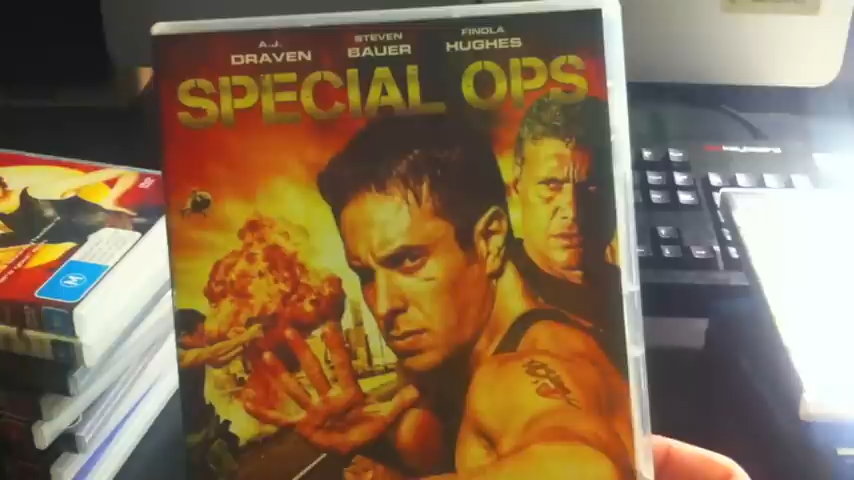 A.J. DRAVEN
STEVEN BAUER
FINOLA HUGHES
SPECIAL OPS
M